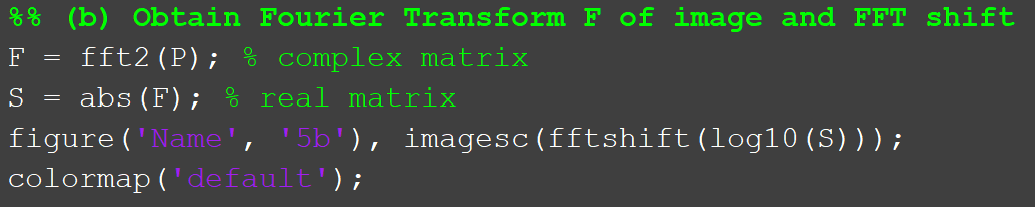 %% (b) Obtain Fourier Transform F of image and FFT shift
F = fft2(P); % complex matrix
S = abs(F); % real matrix
figure('Name', '5b'), imagesc(fftshift(log10(S)));
colormap('default');